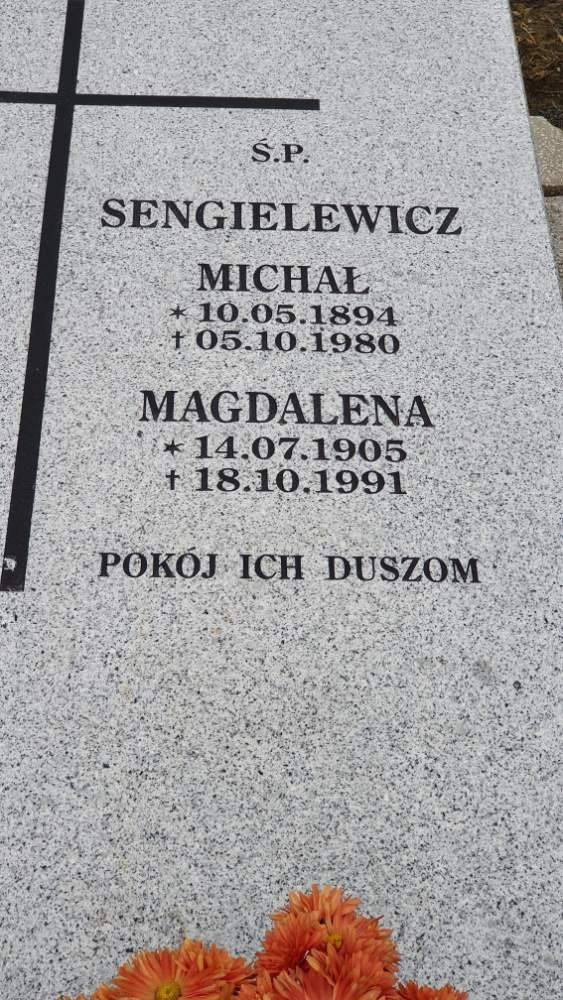 Ś.P.
SENGIELEWICZ
MICHAŁ
* 10.05.1894
† 05.10.1980
MAGDALENA
* 14.07.1905
† 18.10.1991
POKÓJ ICH DUSZOM